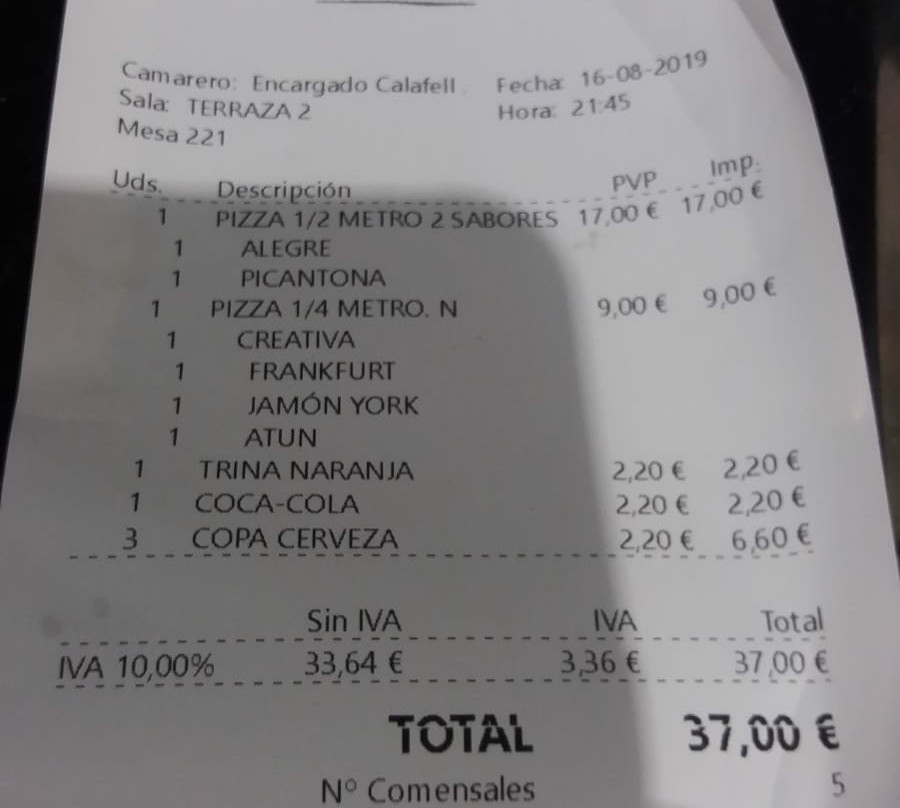 Camarero: Encargado Calafell. Fecha: 16-08-2019
Sala: TERRAZA 2 Hora: 21:45
Mesa 221
Uds. Descripción PVP Imp.
1 PIZZA 1/2 METRO 2 SABORES 17,00 € 17,00 €
1 ALEGRE
1 PICANTONA
1 PIZZA 1/4 METRO. N 9,00 € 9,00 €
1 CREATIVA
1 FRANKFURT
1 JAMÓN YORK
1 ATUN
1 TRINA NARANJA 2,20 € 2,20 €
1 COCA-COLA 2,20 € 2,20 €
3 COPA CERVEZA 2,20 € 6,60 €
Sin IVA IVA Total
IVA 10,00% 33,64 € 3,36 € 37,00 €
TOTAL 37,00 €
Nº Comensales 5